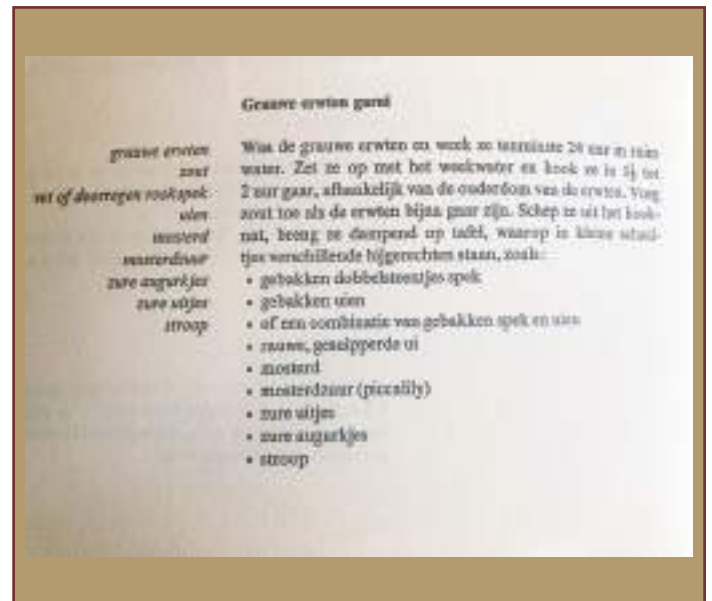 Grauwe erwten garni
grauwe erwten
zout
vet of doorregen rookspek
uien
mosterd
mosterdzuur
zure augurkjes
zure uitjes
stroop
Was de grauwe erwten en week ze tenminste 24 uur in ruim
water. Zet ze op met het weekwater en kook ze in 1½ tot
2 uur gaar, afhankelijk van de ouderdom van de erwten. Voeg
zout toe als de erwten bijna gaar zijn. Schep ze uit het kook-
nat, breng ze dampend op tafel, waarop in kleine schaal-
tjes verschillende bijgerechten staan, zoals:
• gebakken dobbelsteentjes spek
• gebakken uien
• of een combinatie van gebakken spek en uien
• rauwe, gesnipperde ui
• mosterd
• mosterdzuur (piccalilly)
• zure uitjes
• zure augurkjes
• stroop